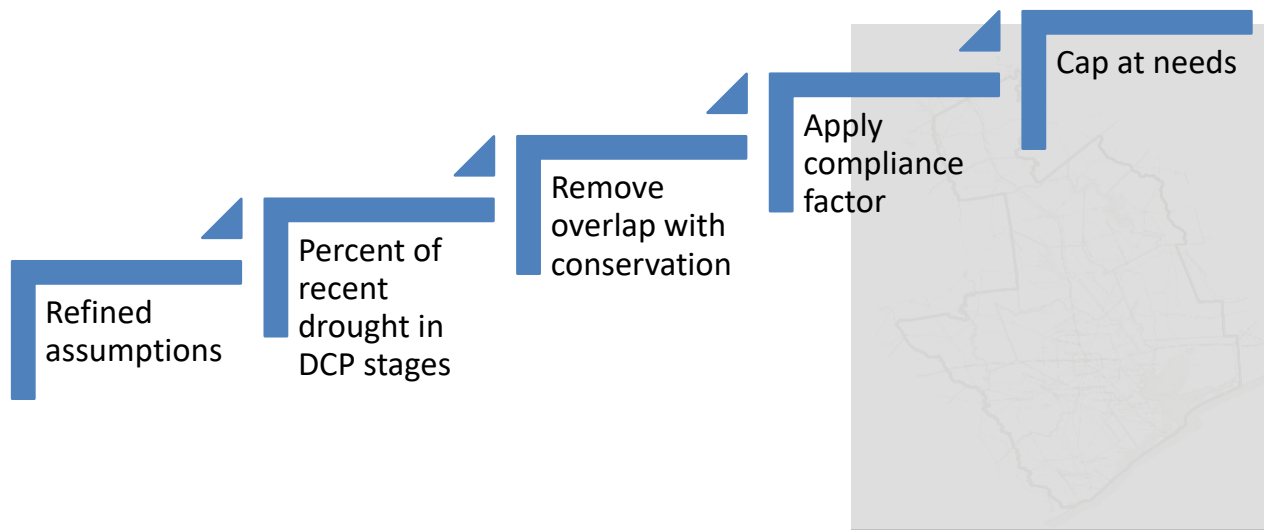 Refined
assumptions
Percent of
recent
drought in
DCP stages
Remove
overlap with
conservation
Apply
compliance
factor
Cap at needs